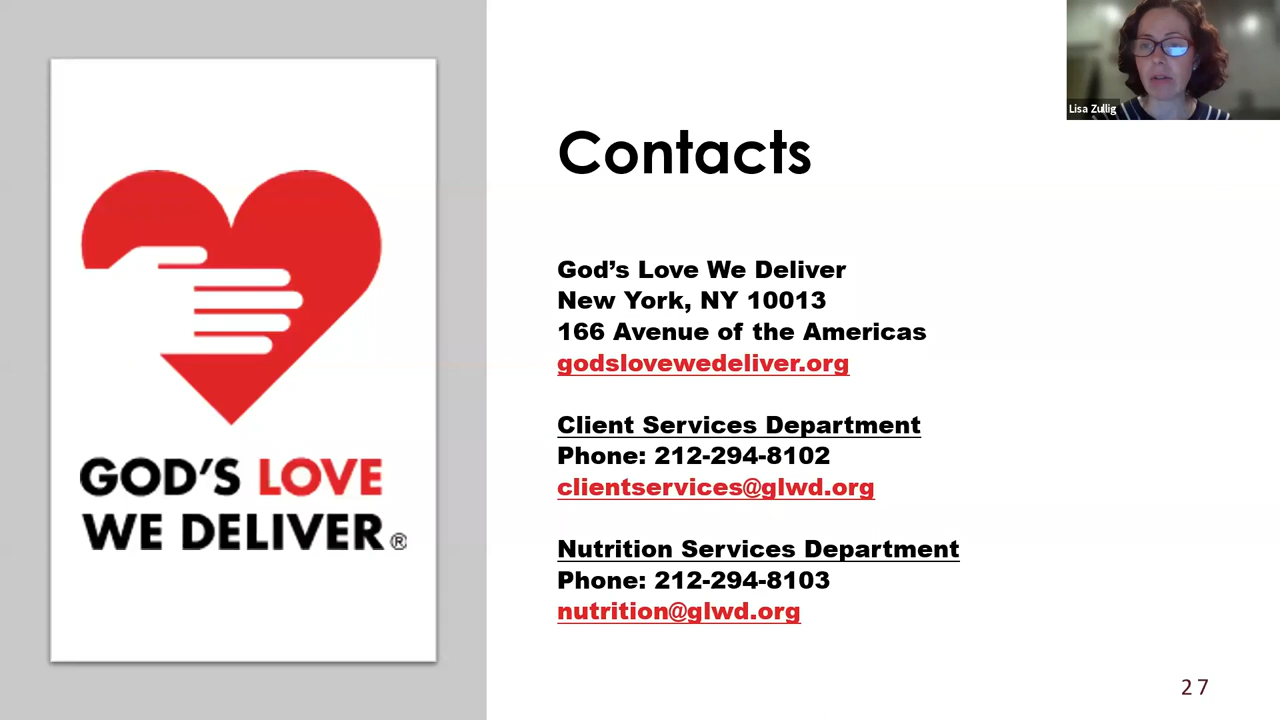 Lisa Zullig
Contacts
God's Love We Deliver
New York, NY 10013
166 Avenue of the Americas
godslovewedeliver.org
Client Services Department
Phone: 212-294-8102
clientservices@glwd.org
Nutrition Services Department
Phone: 212-294-8103
nutrition@glwd.org
GOD'S LOVE
WE DELIVER®
27